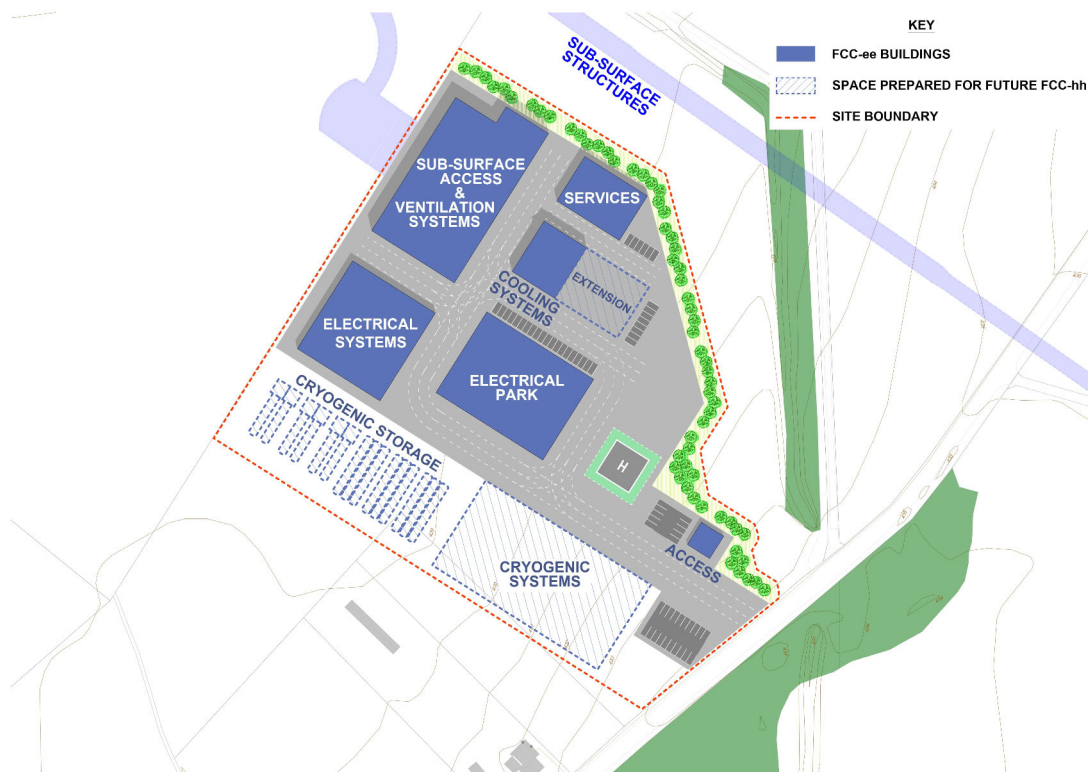 KEY
FCC-ee BUILDINGS
SPACE PREPARED FOR FUTURE FCC-hh
SITE BOUNDARY
SUB-SURFACE
STRUCTURES
SUB-SURFACE
ACCESS
&
VENTILATION
SYSTEMS
SERVICES
COOLING
SYSTEMS
EXTENSION
ELECTRICAL
SYSTEMS
ELECTRICAL
PARK
CRYOGENIC STORAGE
H
CRYOGENIC
SYSTEMS
ACCESS